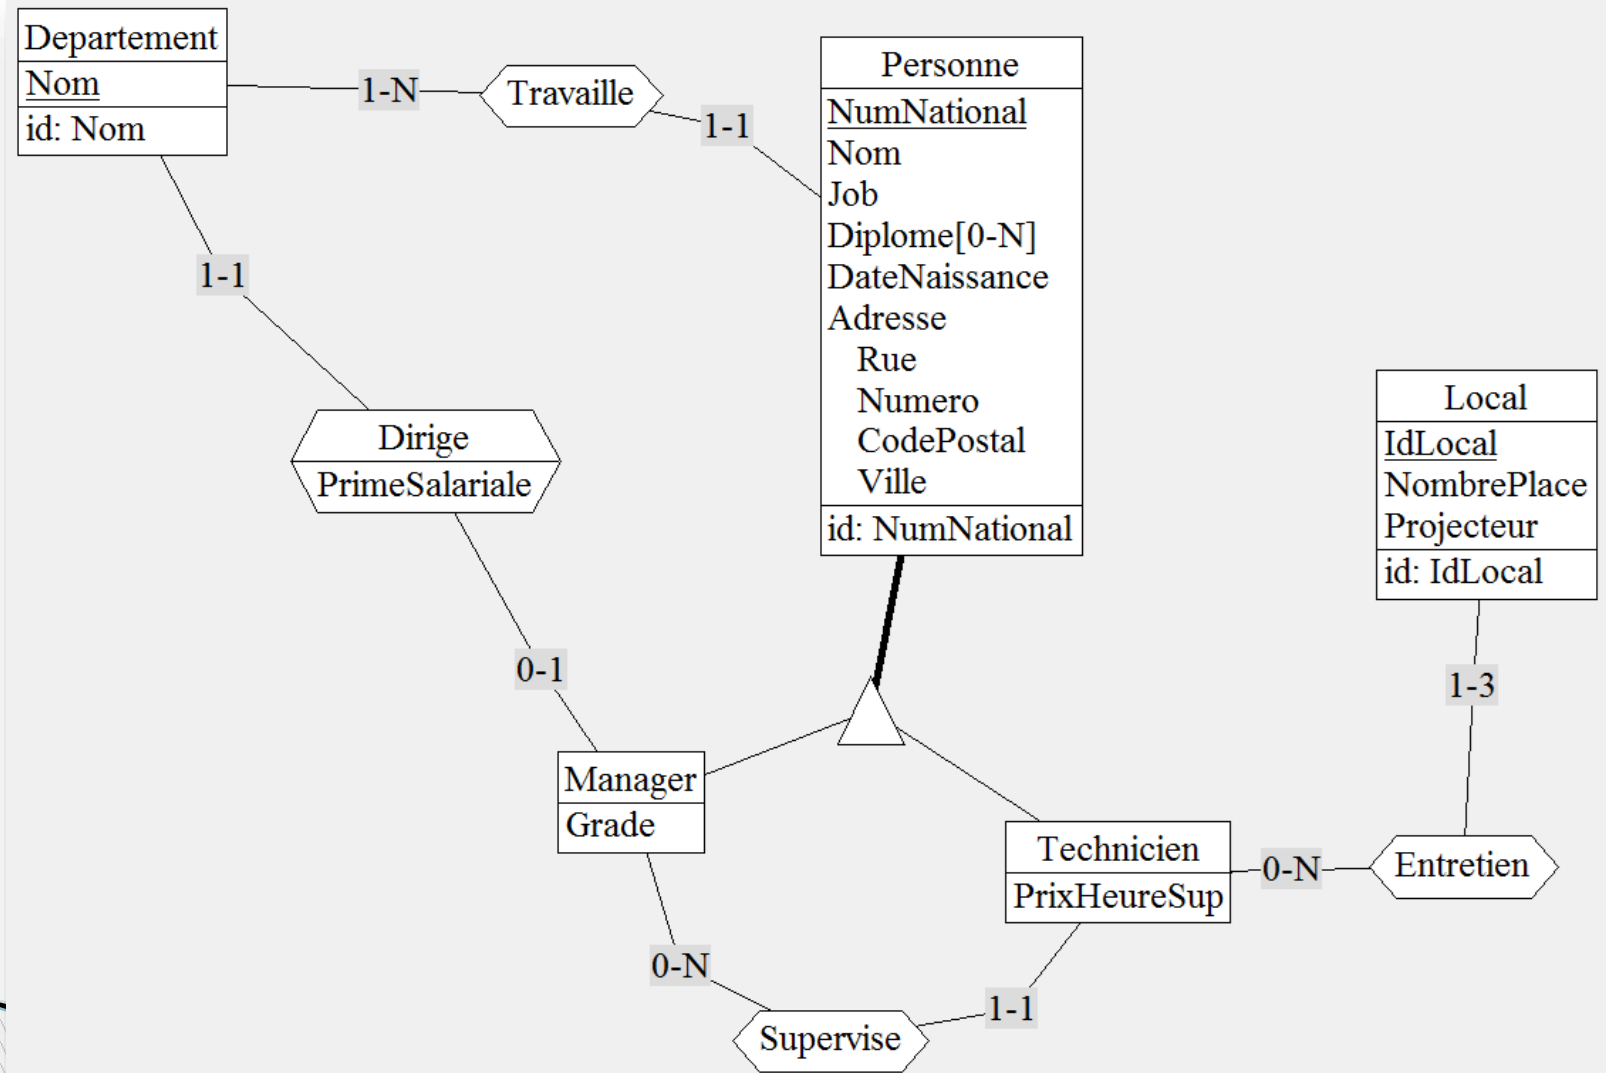 Departement
Nom
id: Nom
1-N
Travaille
1-1
Personne
NumNational
Nom
Job
Diplome[0-N]
DateNaissance
Adresse
Rue
Numero
CodePostal
Ville
id: NumNational
1-1
Dirige
PrimeSalariale
0-1
Local
IdLocal
NombrePlace
Projecteur
id: IdLocal
1-3
Manager
Grade
Technicien
PrixHeureSup
0-N
Entretien
0-N
1-1
Supervise